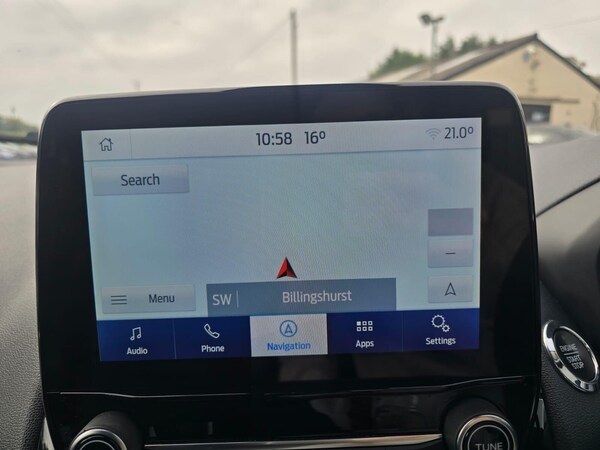 10:58 16° 21.0°
Search
—
Menu SW Billingshurst
Audio Phone Navigation Apps Settings
ENGINE
START
STOP
TUNE